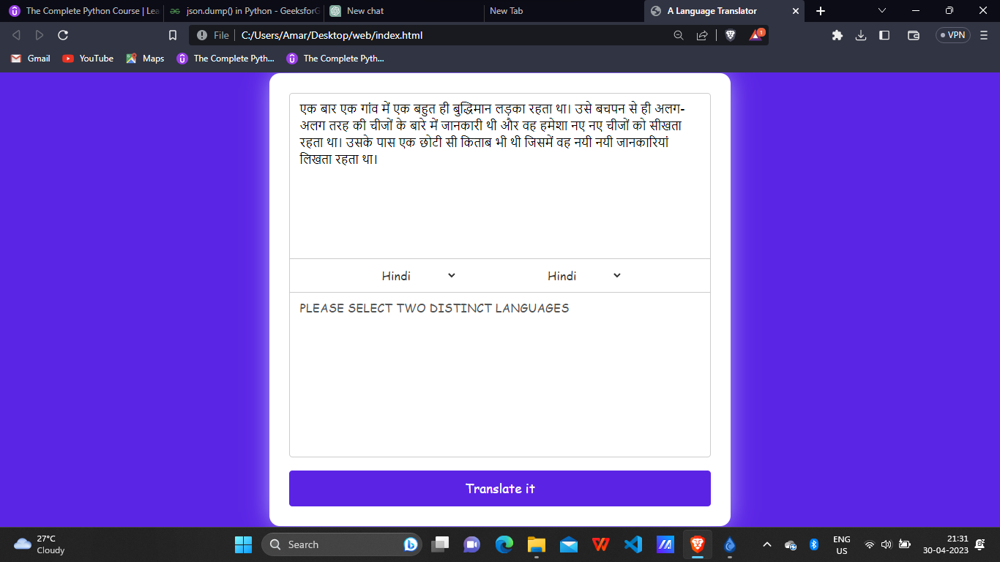 The Complete Python Course | Lea
json.dump() in Python - GeeksforG
New chat
New Tab
A Language Translator
File
C:/Users/Amar/Desktop/web/index.html
1
VPN
Gmail
YouTube
Maps
The Complete Pyth...
The Complete Pyth...
एक बार एक गांव में एक बहुत ही बुद्धिमान लड़का रहता था। उसे बचपन से ही अलग-
अलग तरह की चीजों के बारे में जानकारी थी और वह हमेशा नए नए चीजों को सीखता
रहता था। उसके पास एक छोटी सी किताब भी थी जिसमें वह नयी नयी जानकारियां
लिखता रहता था।
Hindi
Hindi
PLEASE SELECT TWO DISTINCT LANGUAGES
Translate it
27°C
Cloudy
Search
ENG
US
21:31
30-04-2023